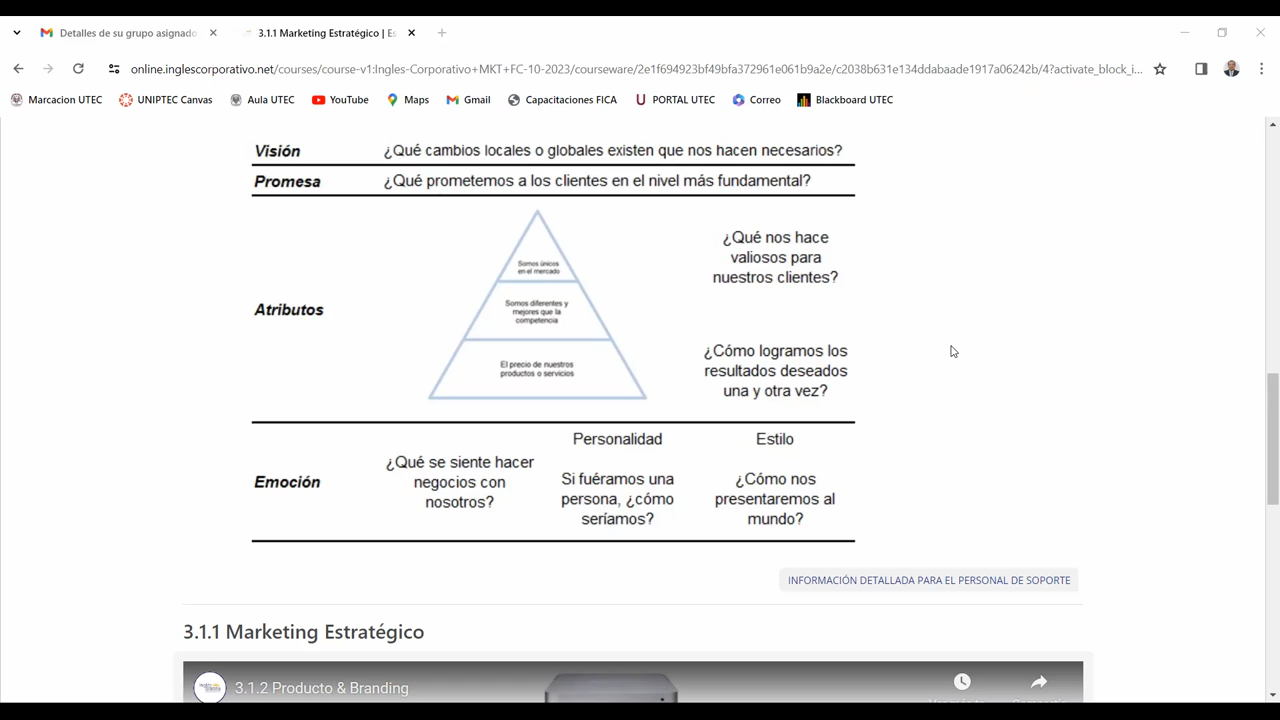 Detalles de su grupo asignado
3.1.1 Marketing Estratégico | Es
online.inglescorporativo.net/courses/course-v1:Ingles-Corporativo+MKT+FC-10-2023/courseware/2e1f694923bf49bfa372961e061b9a2e/c2038b631e134ddabaade1917a06242b/4?activate_block_i...
Marcacion UTEC
UNIPTEC Canvas
Aula UTEC
YouTube
Maps
Gmail
Capacitaciones FICA
PORTAL UTEC
Correo
Blackboard UTEC
Visión
¿Qué cambios locales o globales existen que nos hacen necesarios?
Promesa
¿Qué prometemos a los clientes en el nivel más fundamental?
Atributos
Somos únicos
en el mercado
Somos diferentes y
mejores que la
competencia
El precio de nuestros
productos o servicios
¿Qué nos hace
valiosos para
nuestros clientes?
¿Cómo logramos los
resultados deseados
una y otra vez?
Emoción
¿Qué se siente hacer
negocios con
nosotros?
Personalidad
Si fuéramos una
persona, ¿cómo
seríamos?
Estilo
¿Cómo nos
presentaremos al
mundo?
INFORMACIÓN DETALLADA PARA EL PERSONAL DE SOPORTE
3.1.1 Marketing Estratégico
3.1.2 Producto & Branding